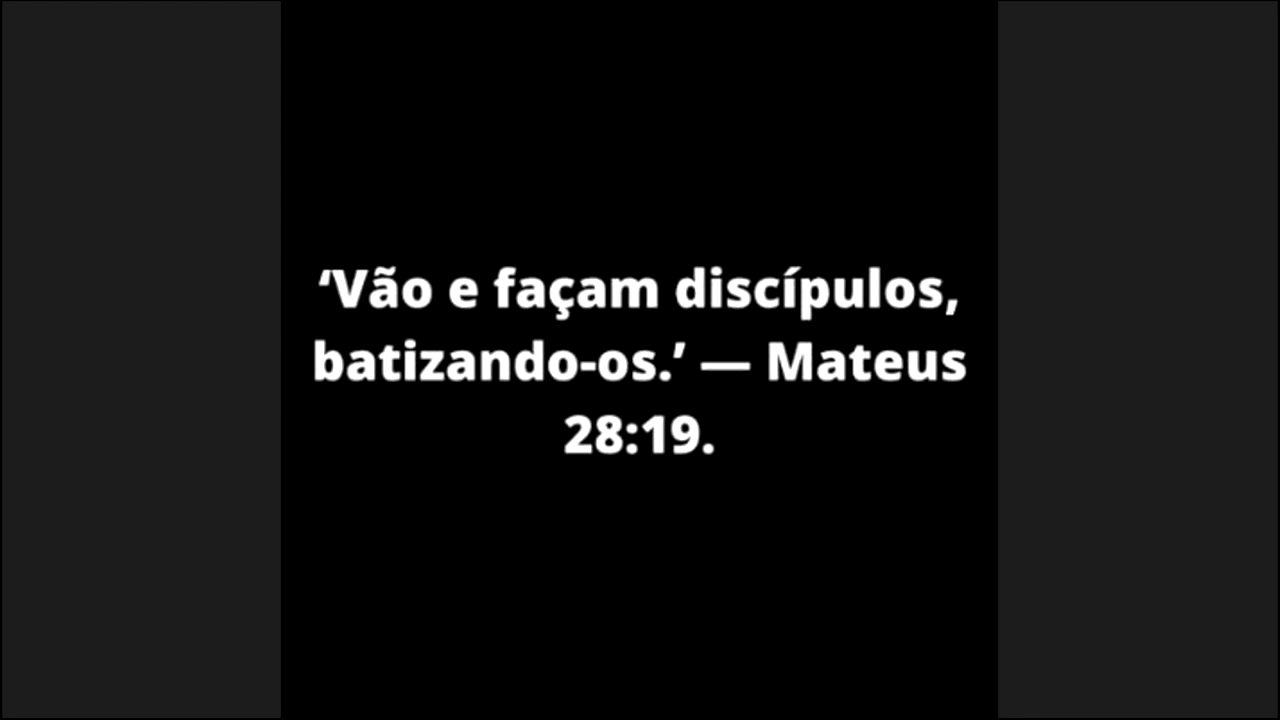 ‘Vão e façam discípulos,
batizando-os.’ — Mateus
28:19.